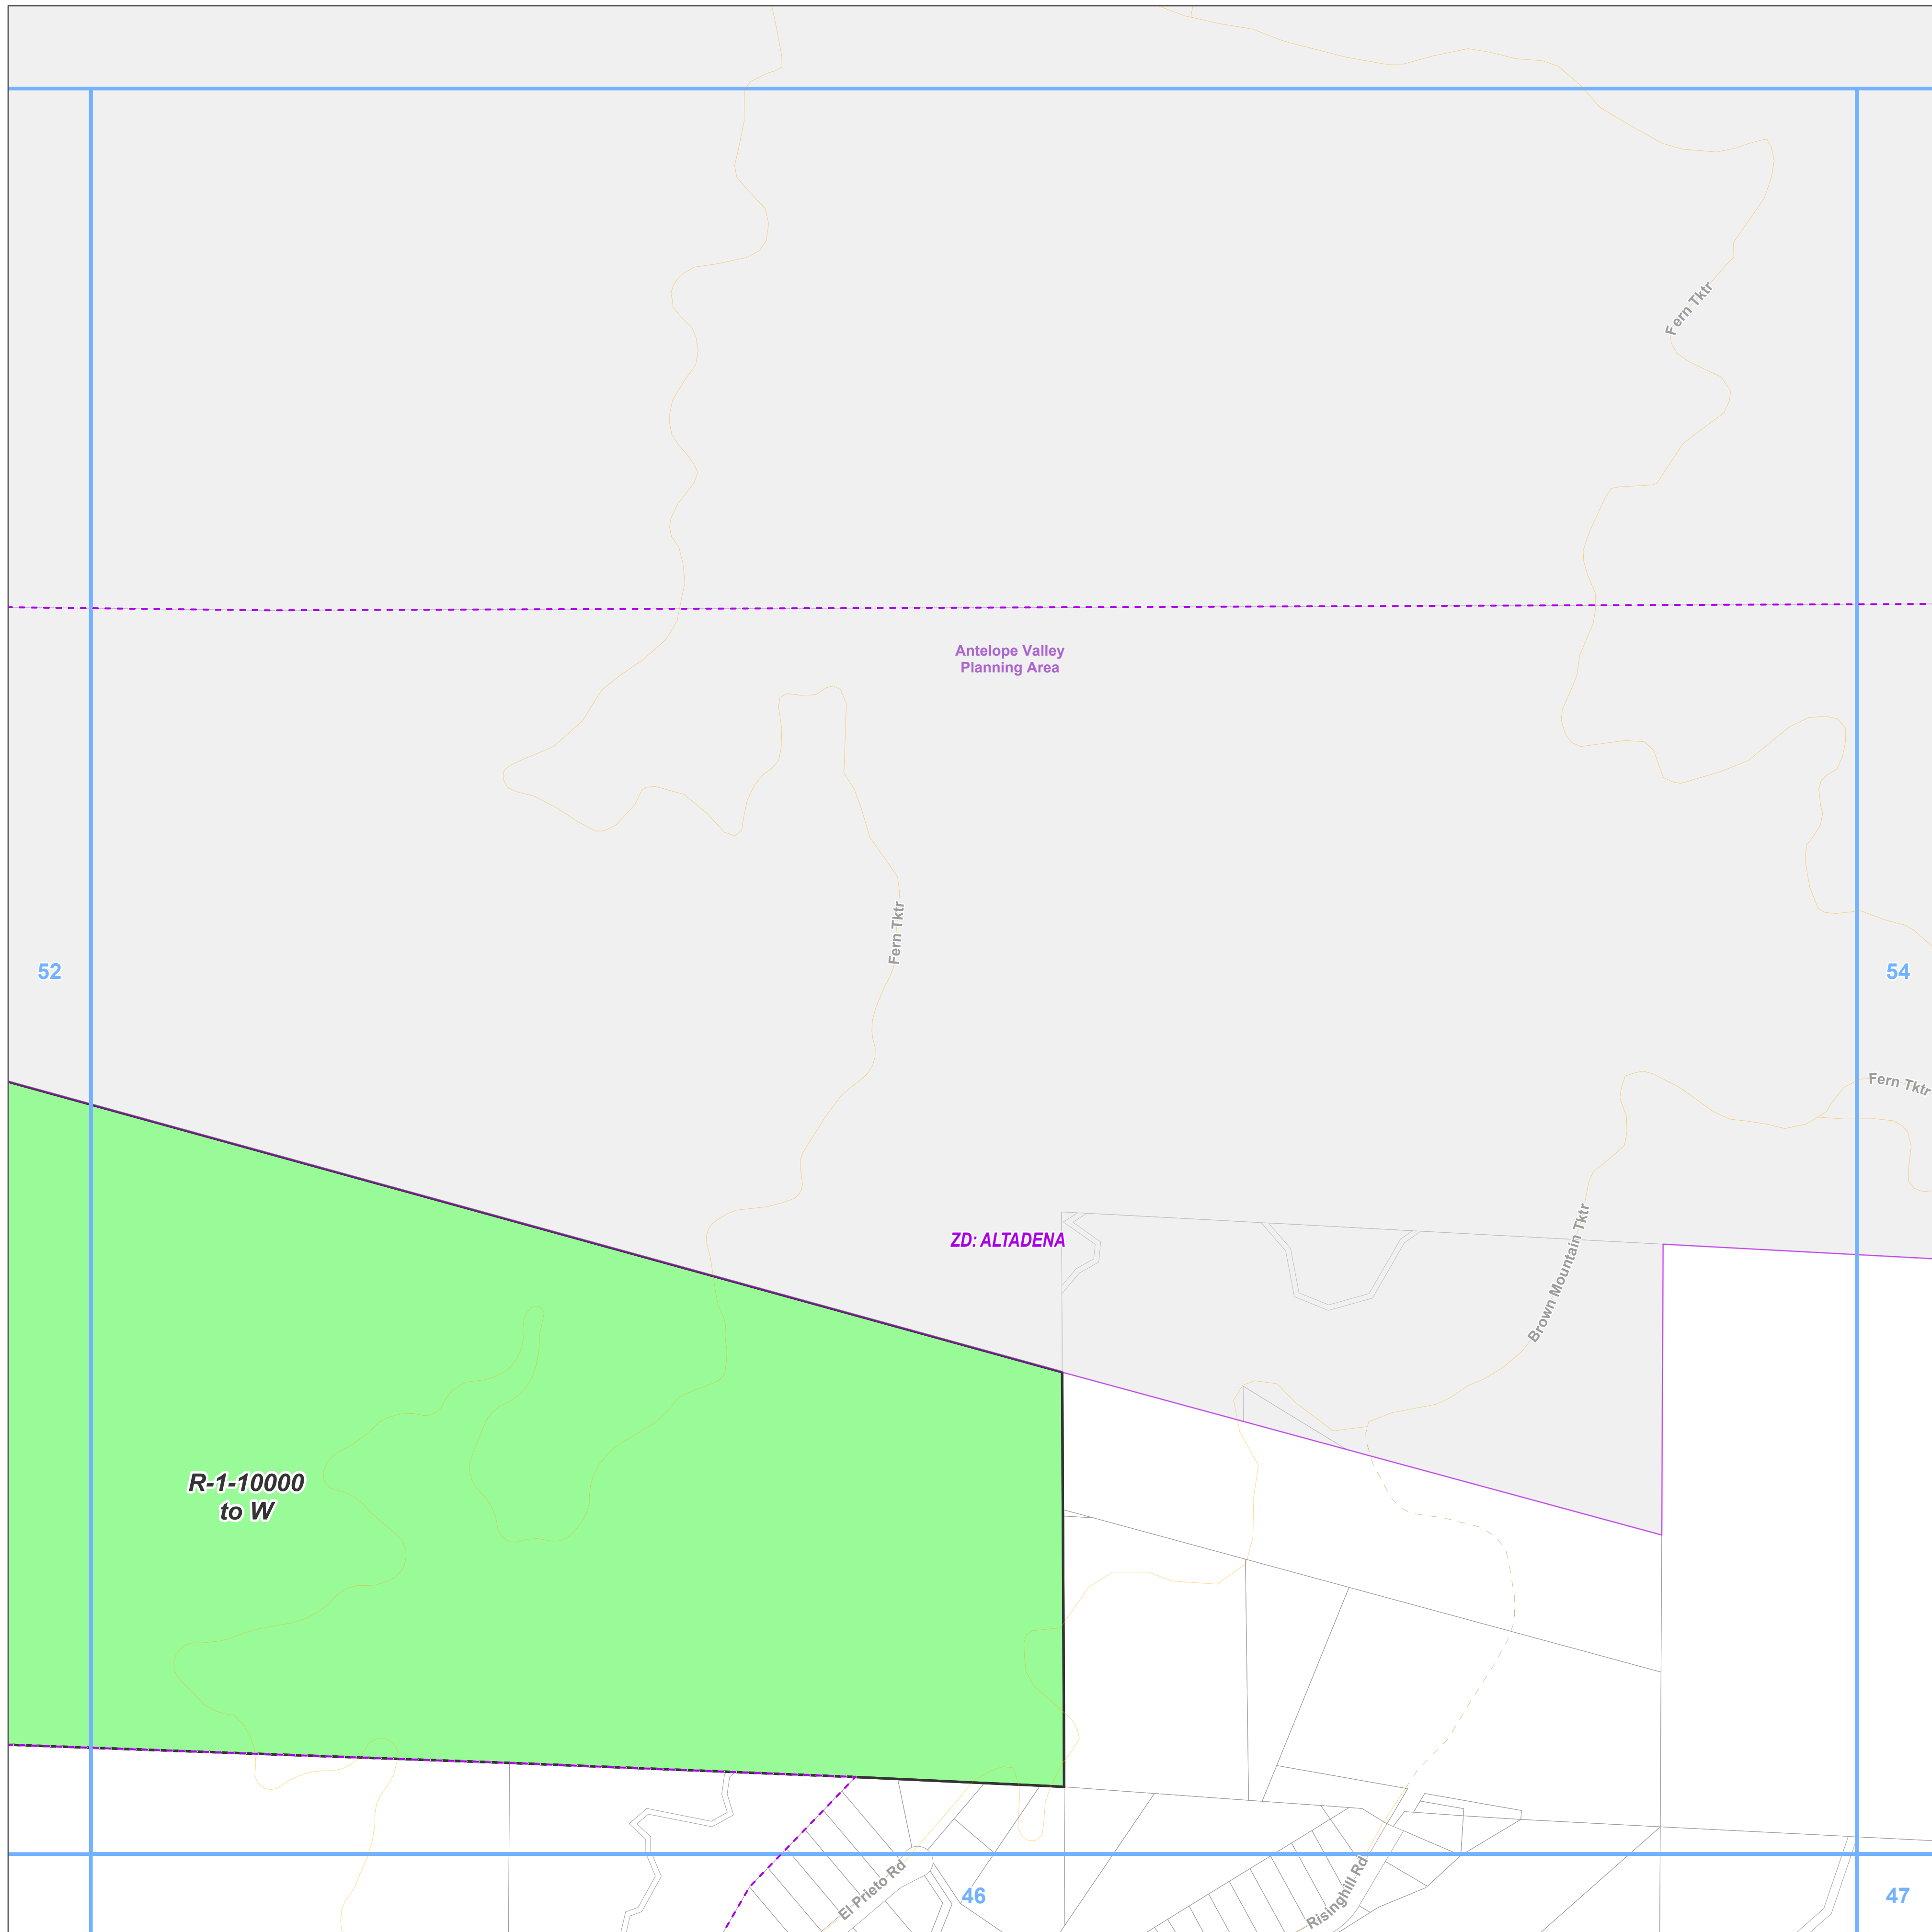 Fern Tktr
Antelope Valley
Planning Area
Fern Tktr
52
54
Fern Tktr
ZD: ALTADENA
Brown Mountain Tktr
R-1-10000
to W
El Prieto Rd
46
Risinghill Rd
47